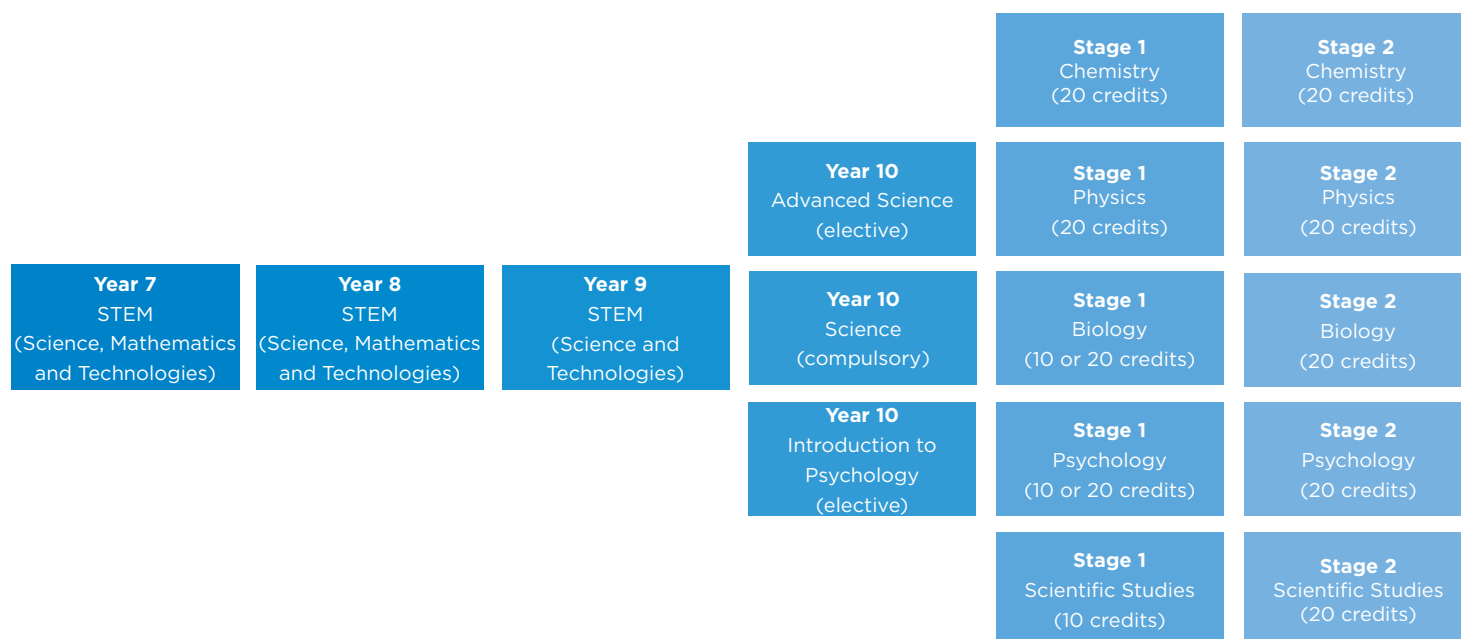 Year 7
STEM
(Science, Mathematics
and Technologies)
Year 8
STEM
(Science, Mathematics
and Technologies)
Year 9
STEM
(Science and
Technologies)
Year 10
Advanced Science
(elective)
Year 10
Science
(compulsory)
Year 10
Introduction to
Psychology
(elective)
Stage 1
Chemistry
(20 credits)
Stage 1
Physics
(20 credits)
Stage 1
Biology
(10 or 20 credits)
Stage 1
Psychology
(10 or 20 credits)
Stage 1
Scientific Studies
(10 credits)
Stage 2
Chemistry
(20 credits)
Stage 2
Physics
(20 credits)
Stage 2
Biology
(20 credits)
Stage 2
Psychology
(20 credits)
Stage 2
Scientific Studies
(20 credits)